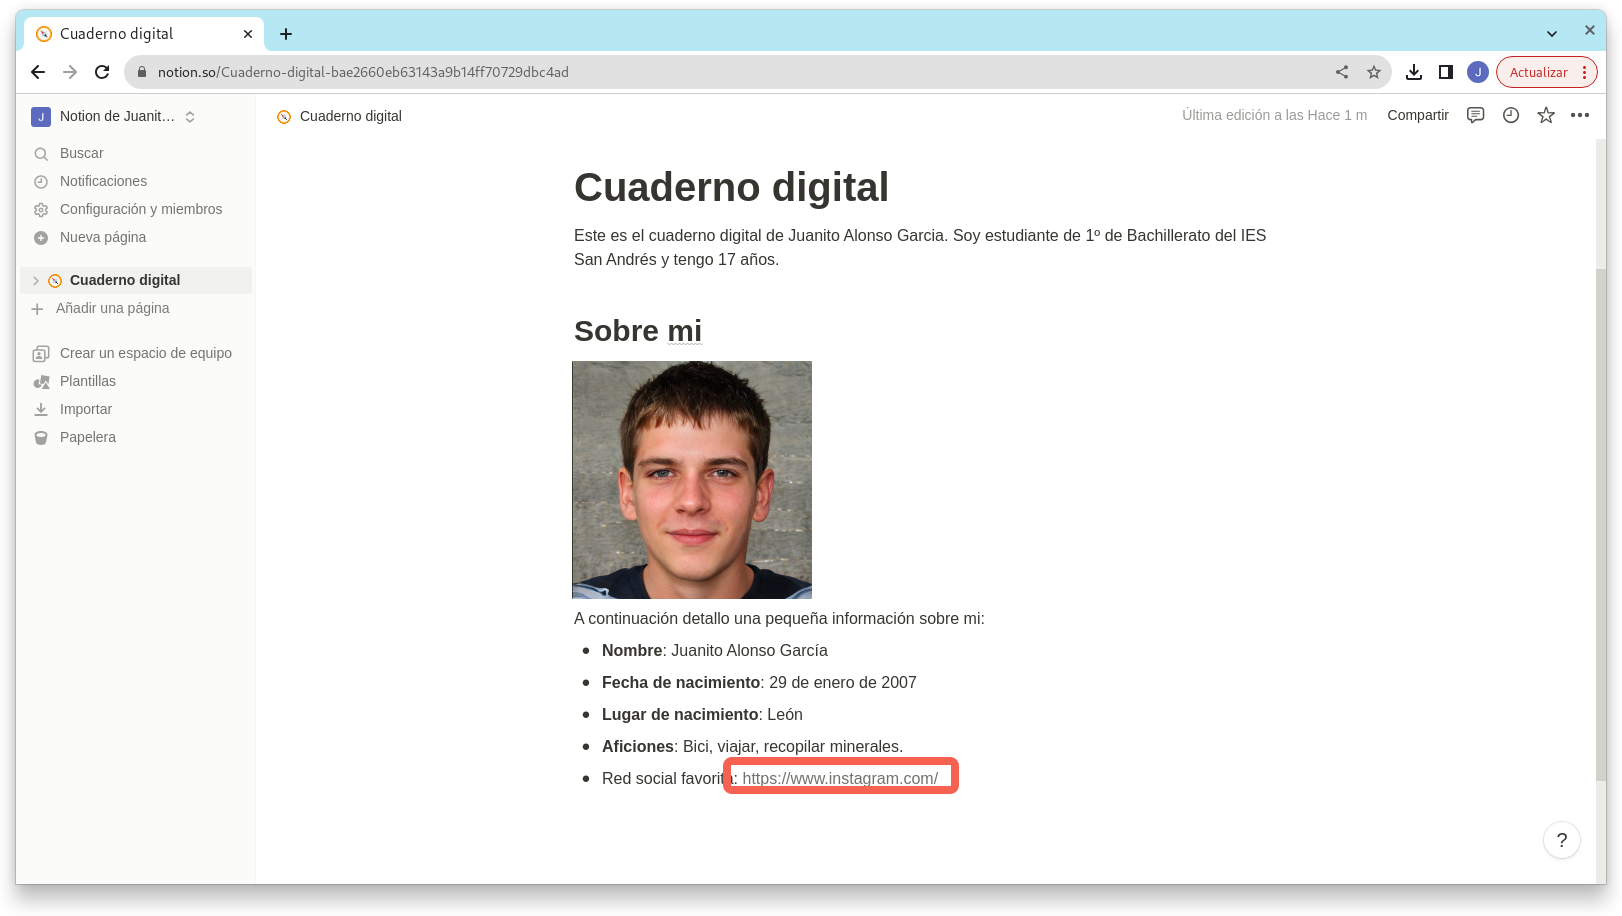 Cuaderno digital
notion.so/Cuaderno-digital-bae2660eb63143a9b14ff70729dbc4ad
J
Actualizar
J
Notion de Juanit...
Cuaderno digital
Última edición a las Hace 1 m
Compartir
Buscar
Notificaciones
Configuración y miembros
Nueva página
Cuaderno digital
Añadir una página
Crear un espacio de equipo
Plantillas
Importar
Papelera
Cuaderno digital
Este es el cuaderno digital de Juanito Alonso Garcia. Soy estudiante de 1º de Bachillerato del IES
San Andrés y tengo 17 años.
Sobre mi
A continuación detallo una pequeña información sobre mi:
Nombre: Juanito Alonso García
Fecha de nacimiento: 29 de enero de 2007
Lugar de nacimiento: León
Aficiones: Bici, viajar, recopilar minerales.
Red social favorita: https://www.instagram.com/
?